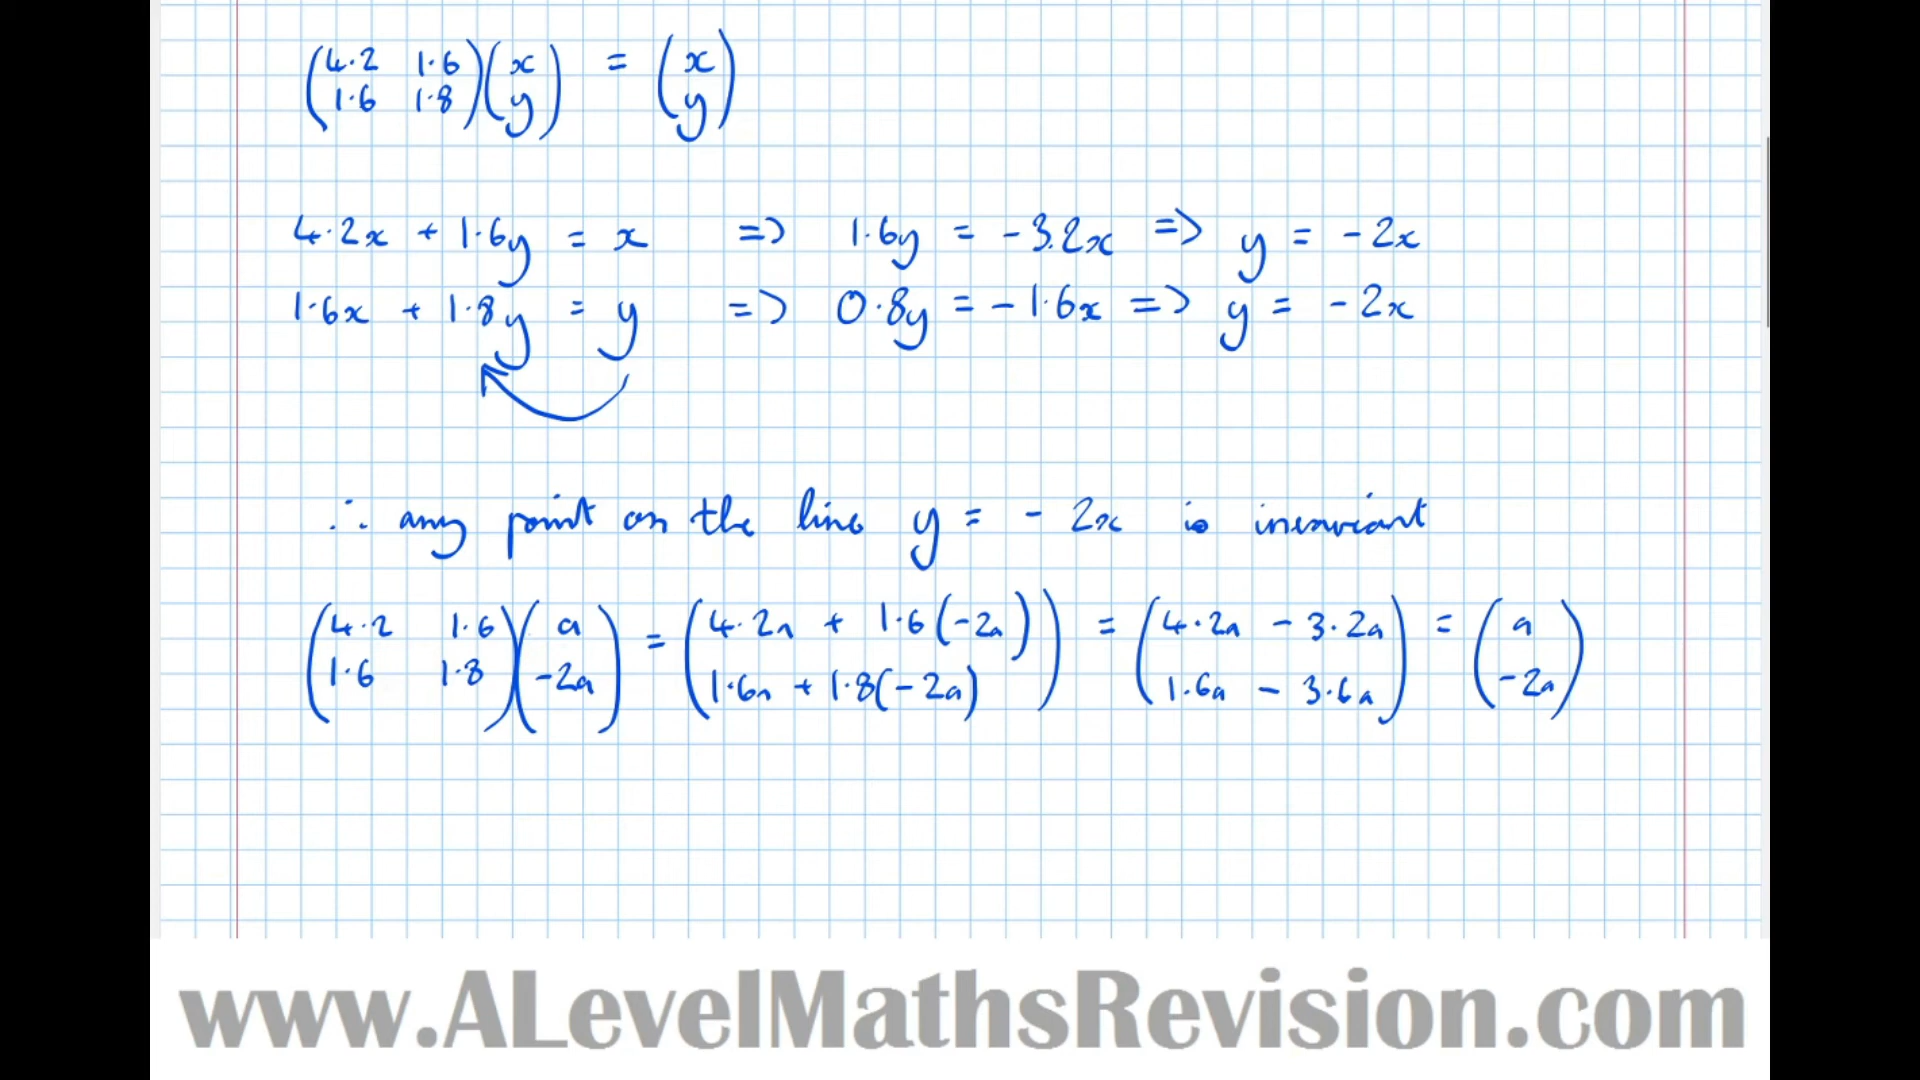 (4.2 1.6)(x) = (x)
(1.6 1.8)(y) (y)
4.2x + 1.6y = x => 1.6y = -3.2x => y = -2x
1.6x + 1.8y = y => 0.8y = -1.6x => y = -2x
∴ any point on the line y = -2x is invariant
(4.2 1.6)(a) = (4.2a + 1.6(-2a)) = (4.2a - 3.2a) = (a)
(1.6 1.8)(-2a) (1.6a + 1.8(-2a)) (1.6a - 3.6a) (-2a)
www.ALevelMathsRevision.com